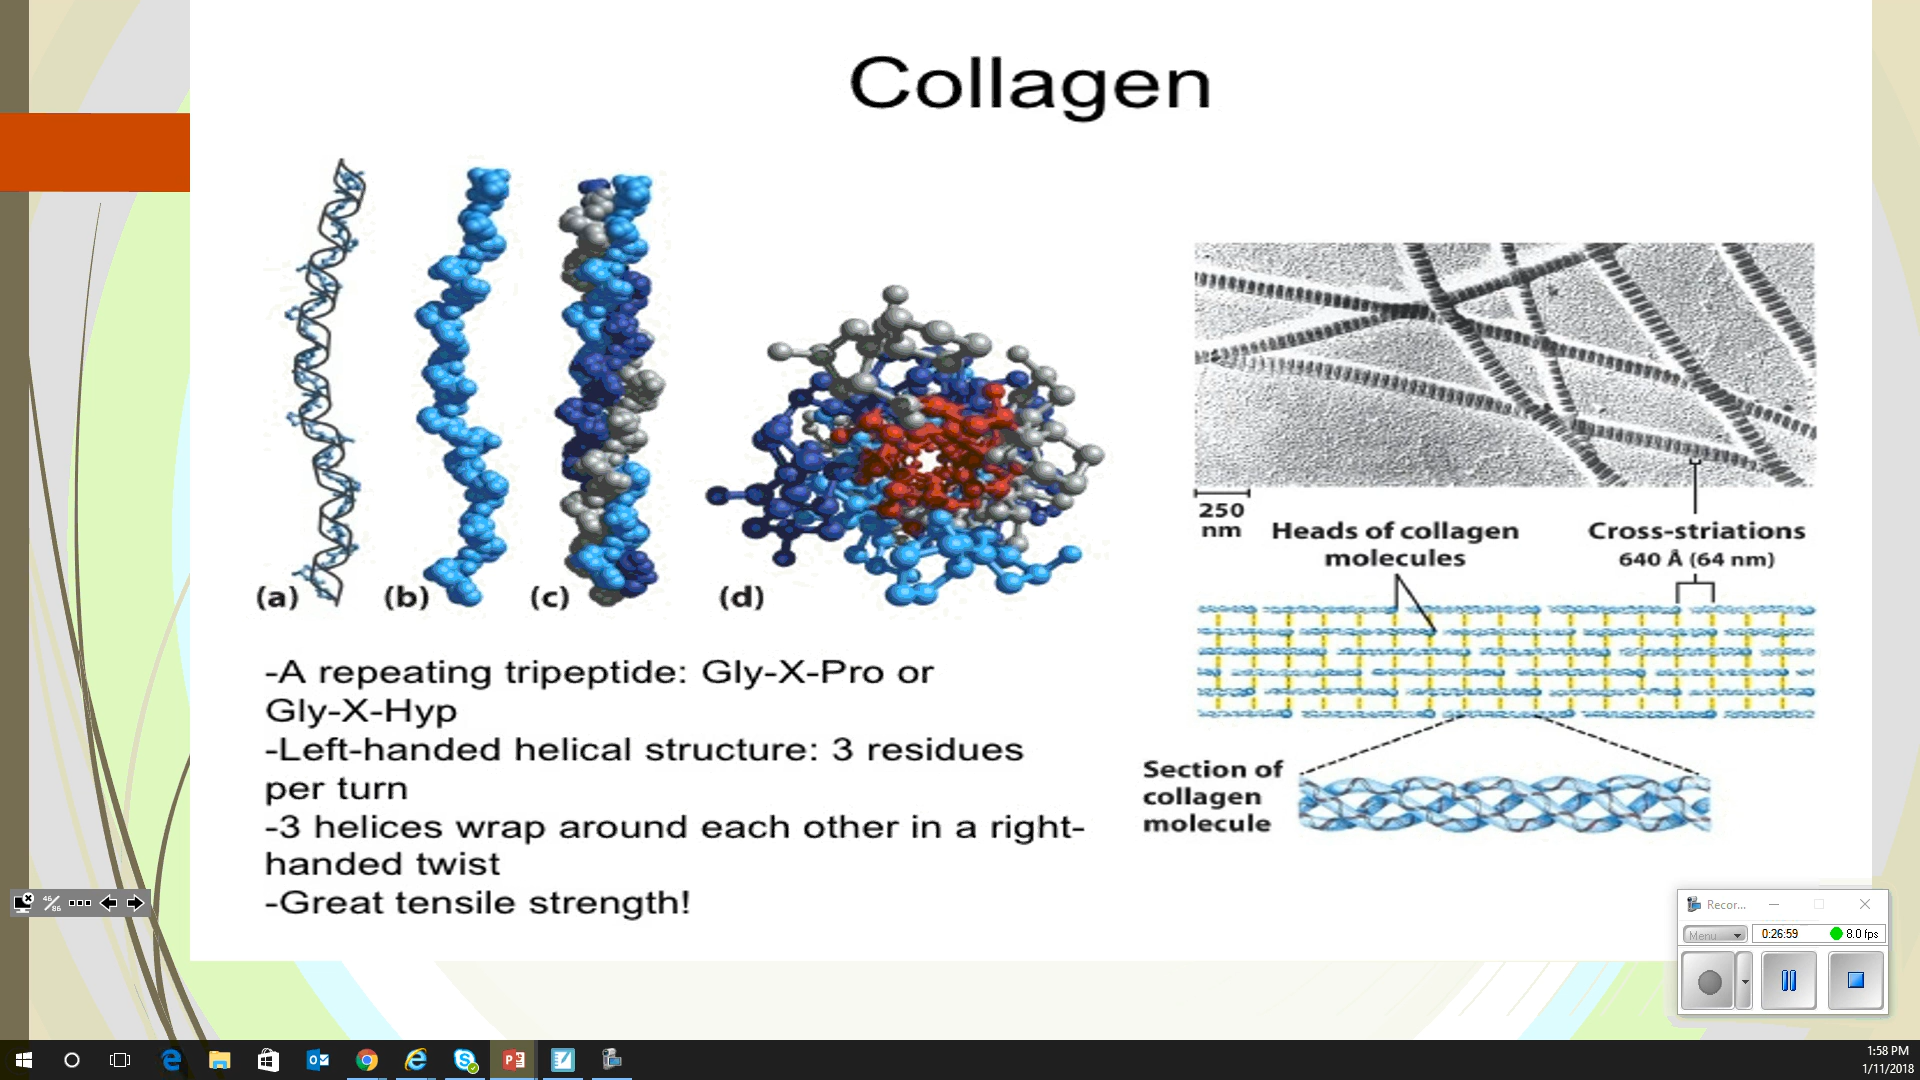 Collagen
(a)
(b)
(c)
(d)
250
nm
Heads of collagen
molecules
Cross-striations
640 Å (64 nm)
Section of
collagen
molecule
-A repeating tripeptide: Gly-X-Pro or
Gly-X-Hyp
-Left-handed helical structure: 3 residues
per turn
-3 helices wrap around each other in a right-
handed twist
-Great tensile strength!
46/86
Recor...
Menu
0:26:59
8.0 fps
1:58 PM
1/11/2018